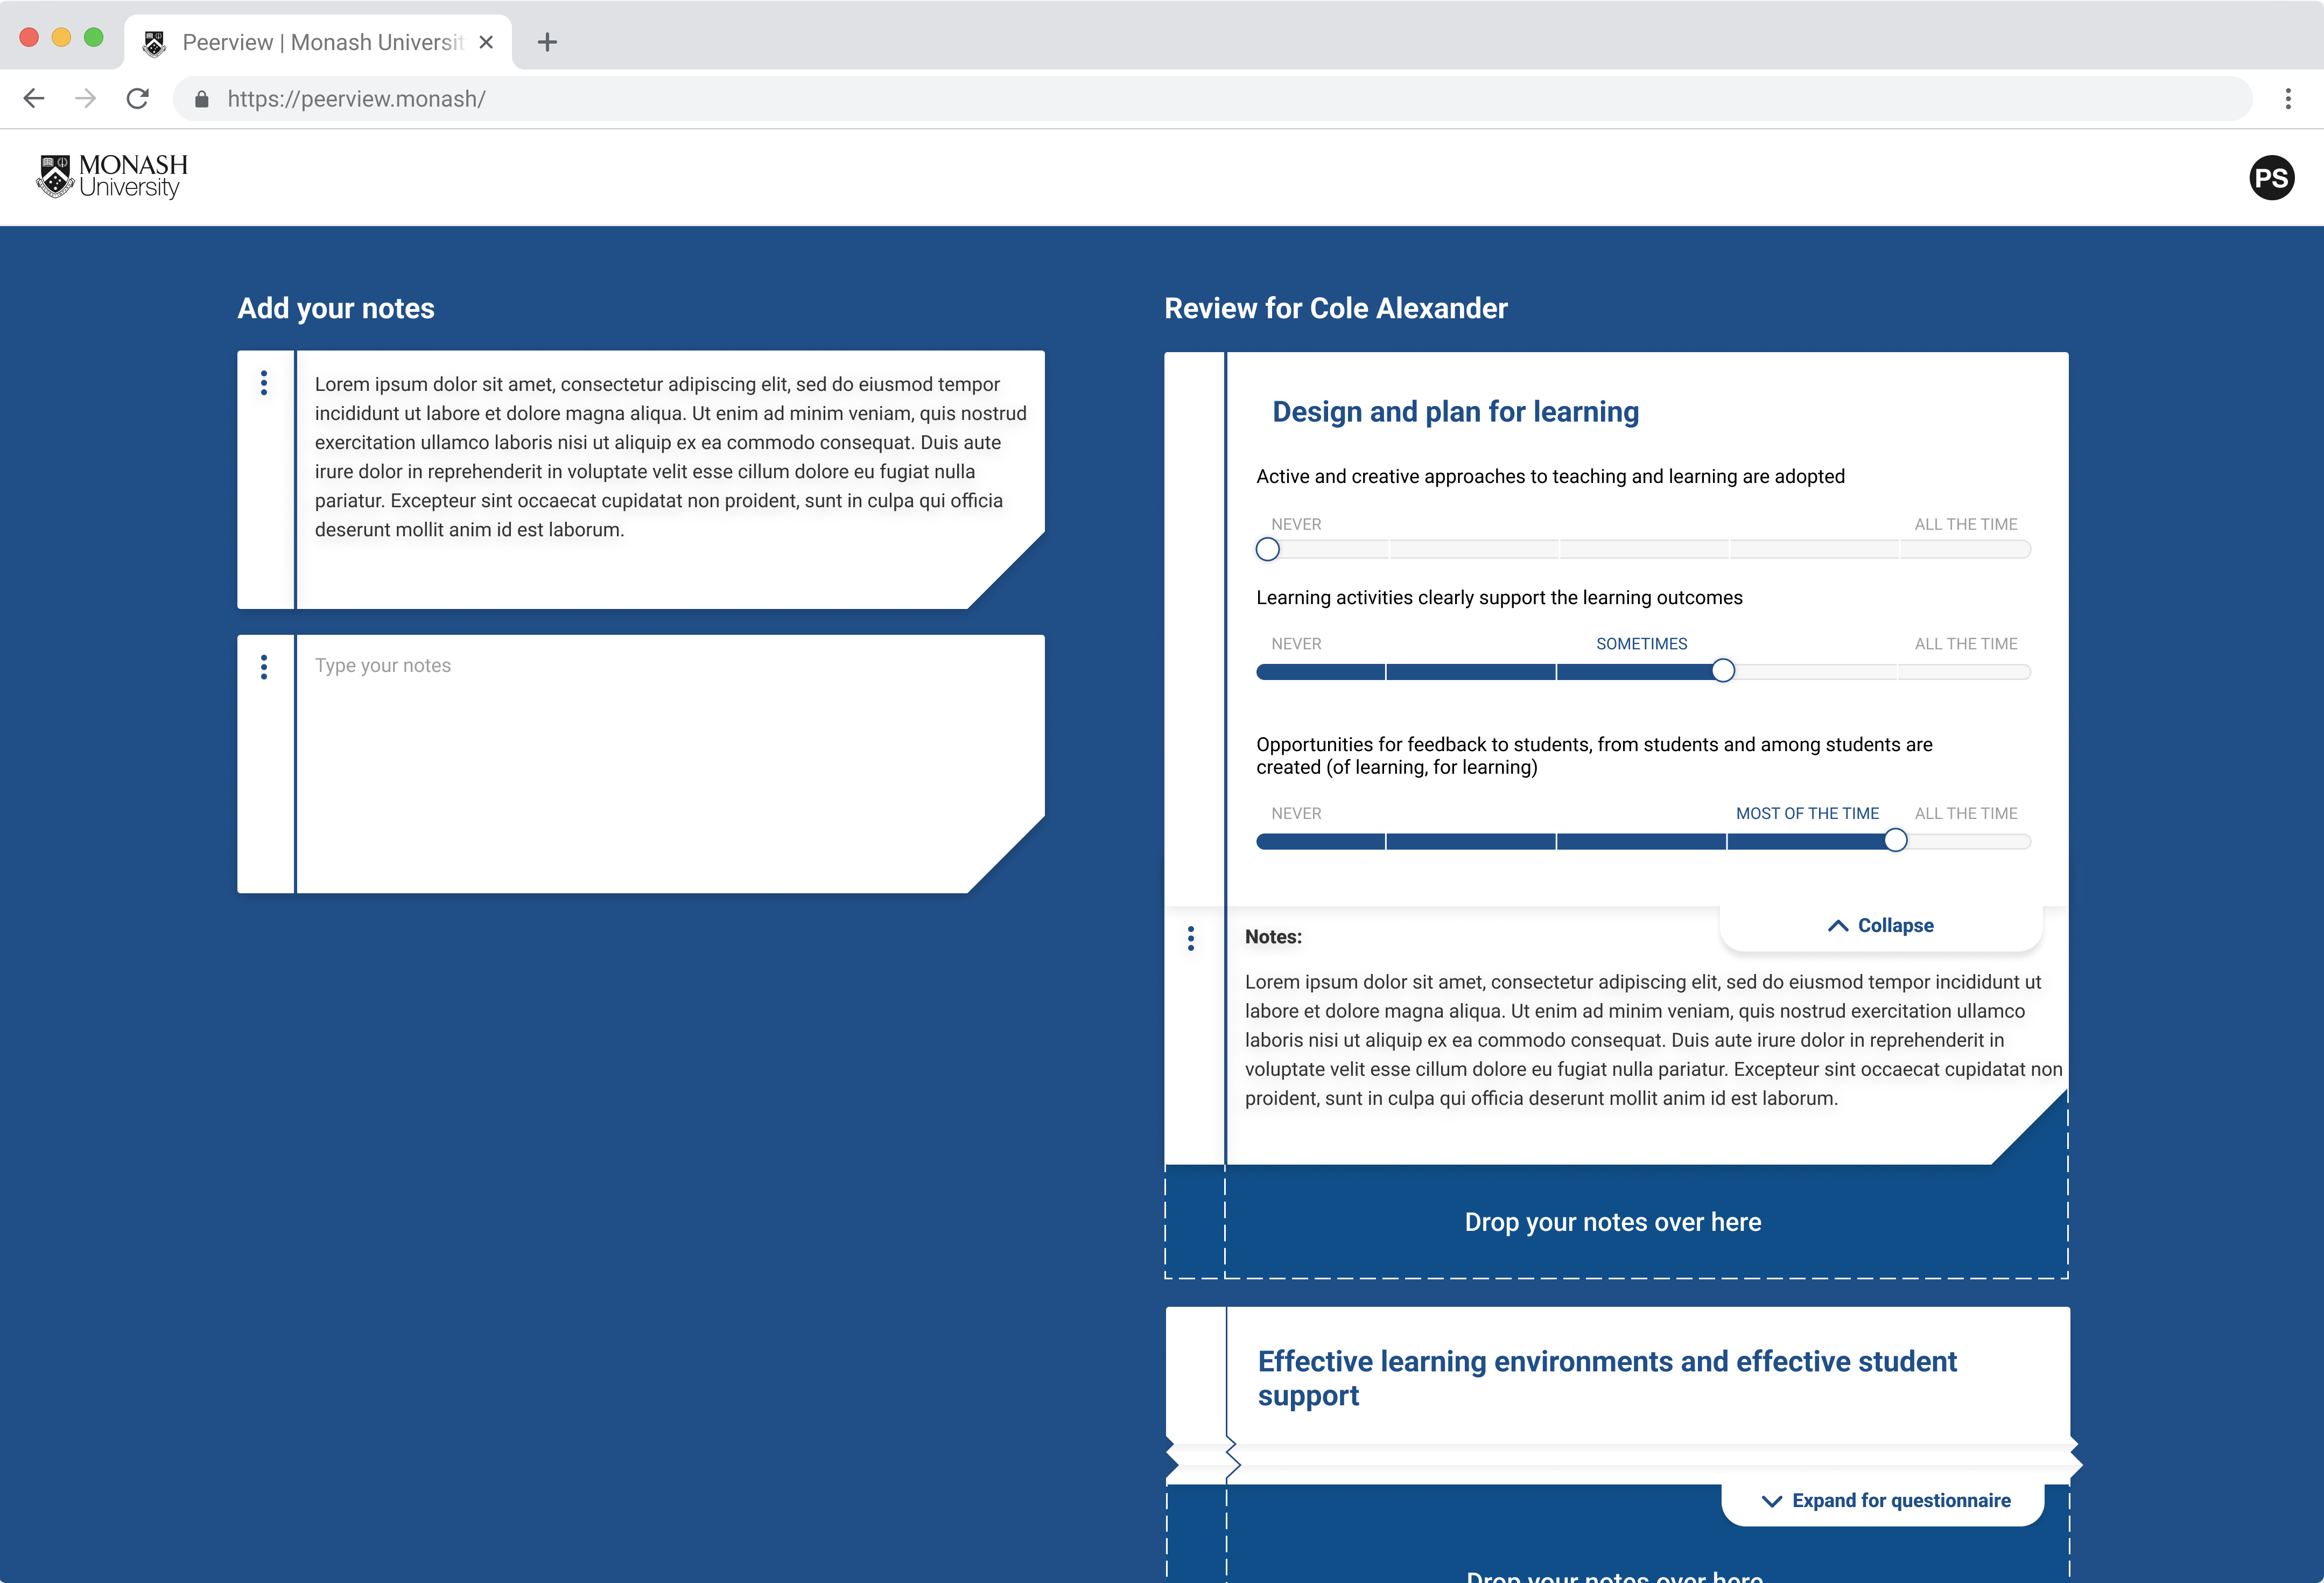 Peerview | Monash Universit
https://peerview.monash/
MONASH
University
PS
Add your notes
Lorem ipsum dolor sit amet, consectetur adipiscing elit, sed do eiusmod tempor
incididunt ut labore et dolore magna aliqua. Ut enim ad minim veniam, quis nostrud
exercitation ullamco laboris nisi ut aliquip ex ea commodo consequat. Duis aute
irure dolor in reprehenderit in voluptate velit esse cillum dolore eu fugiat nulla
pariatur. Excepteur sint occaecat cupidatat non proident, sunt in culpa qui officia
deserunt mollit anim id est laborum.
Type your notes
Review for Cole Alexander
Design and plan for learning
Active and creative approaches to teaching and learning are adopted
NEVER ALL THE TIME
Learning activities clearly support the learning outcomes
NEVER SOMETIMES ALL THE TIME
Opportunities for feedback to students, from students and among students are
created (of learning, for learning)
NEVER MOST OF THE TIME ALL THE TIME
Collapse
Notes:
Lorem ipsum dolor sit amet, consectetur adipiscing elit, sed do eiusmod tempor incididunt ut
labore et dolore magna aliqua. Ut enim ad minim veniam, quis nostrud exercitation ullamco
laboris nisi ut aliquip ex ea commodo consequat. Duis aute irure dolor in reprehenderit in
voluptate velit esse cillum dolore eu fugiat nulla pariatur. Excepteur sint occaecat cupidatat non
proident, sunt in culpa qui officia deserunt mollit anim id est laborum.
Drop your notes over here
Effective learning environments and effective student
support
Expand for questionnaire
Drop your notes over here